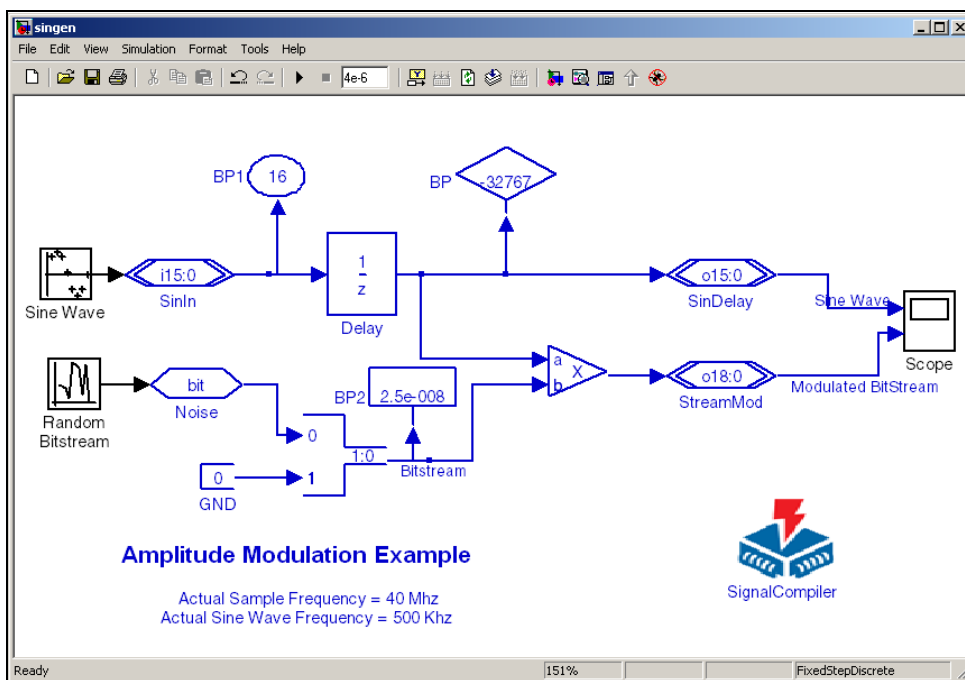 singen
File Edit View Simulation Format Tools Help
4e-6
BP1
16
BP
-32767
i15:0
1
z
o15:0
Sine Wave
SinIn
Delay
SinDelay
Sine Wave
Scope
a
b
X
bit
BP2
2.5e-008
o18:0
Modulated BitStream
Noise
StreamMod
Random
Bitstream
0
1:0
Bitstream
0
1
GND
Amplitude Modulation Example
Actual Sample Frequency = 40 Mhz
Actual Sine Wave Frequency = 500 Khz
SignalCompiler
Ready
151%
FixedStepDiscrete